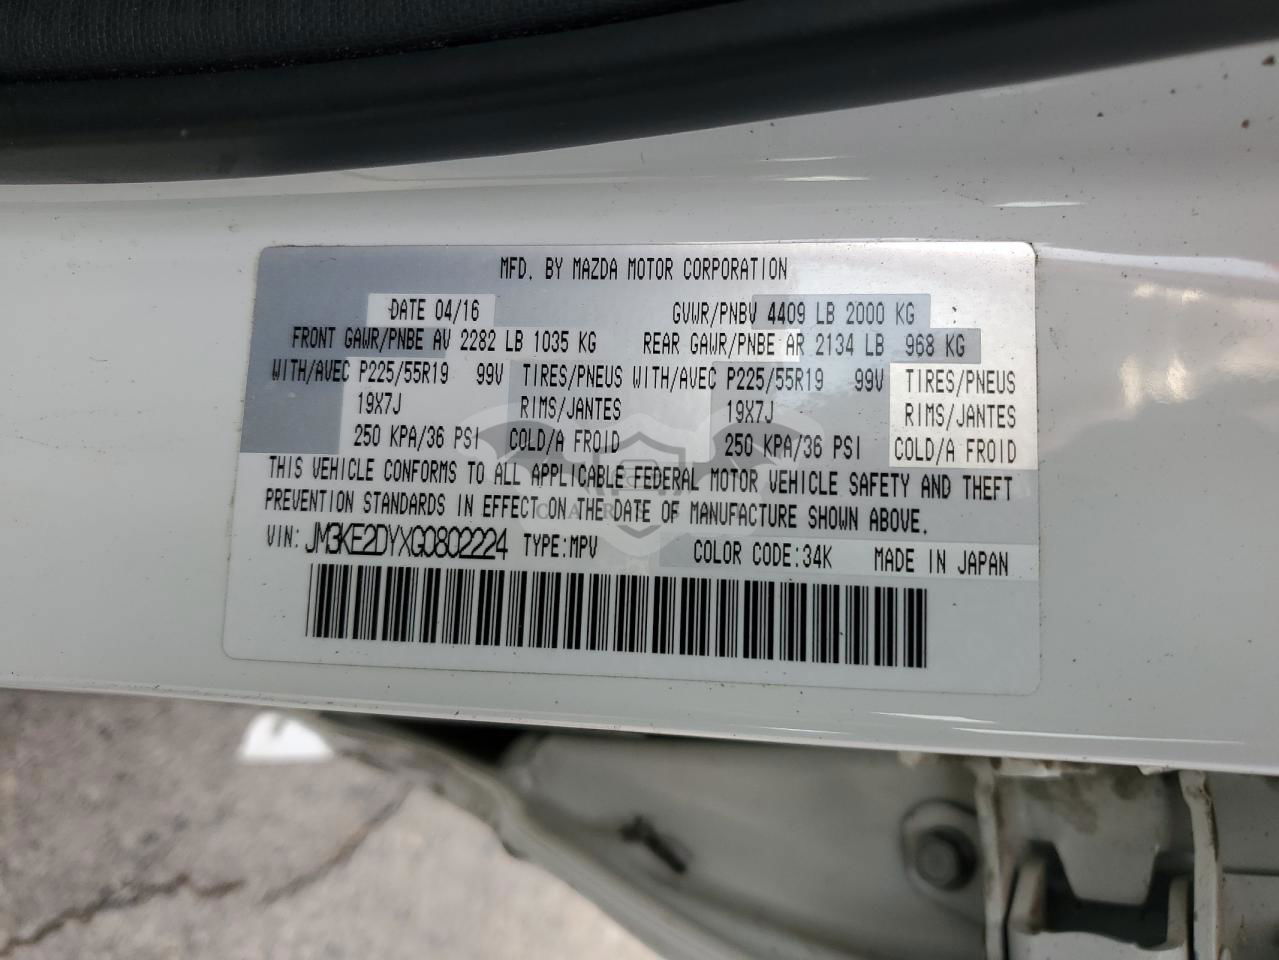 MFD. BY MAZDA MOTOR CORPORATION
DATE 04/16 GVWR/PNBV 4409 LB 2000 KG
FRONT GAWR/PNBE AV 2282 LB 1035 KG REAR GAWR/PNBE AR 2134 LB 968 KG
WITH/AVEC P225/55R19 99V TIRES/PNEUS WITH/AVEC P225/55R19 99V TIRES/PNEUS
19X7J RIMS/JANTES 19X7J RIMS/JANTES
250 KPA/36 PSI COLD/A FROID 250 KPA/36 PSI COLD/A FROID
THIS VEHICLE CONFORMS TO ALL APPLICABLE FEDERAL MOTOR VEHICLE SAFETY AND THEFT
PREVENTION STANDARDS IN EFFECT ON THE DATE OF MANUFACTURE SHOWN ABOVE.
VIN: JM3KE2DYXG0802224 TYPE:MPV COLOR CODE:34K MADE IN JAPAN